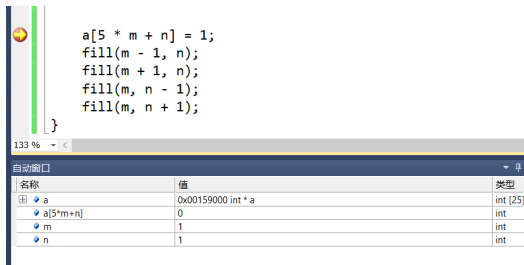 a[5 * m + n] = 1;
fill(m - 1, n);
fill(m + 1, n);
fill(m, n - 1);
fill(m, n + 1);
}
133 %
自动窗口
名称 值 类型
a 0x00159000 int * a int [25]
a[5*m+n] 0 int
m 1 int
n 1 int